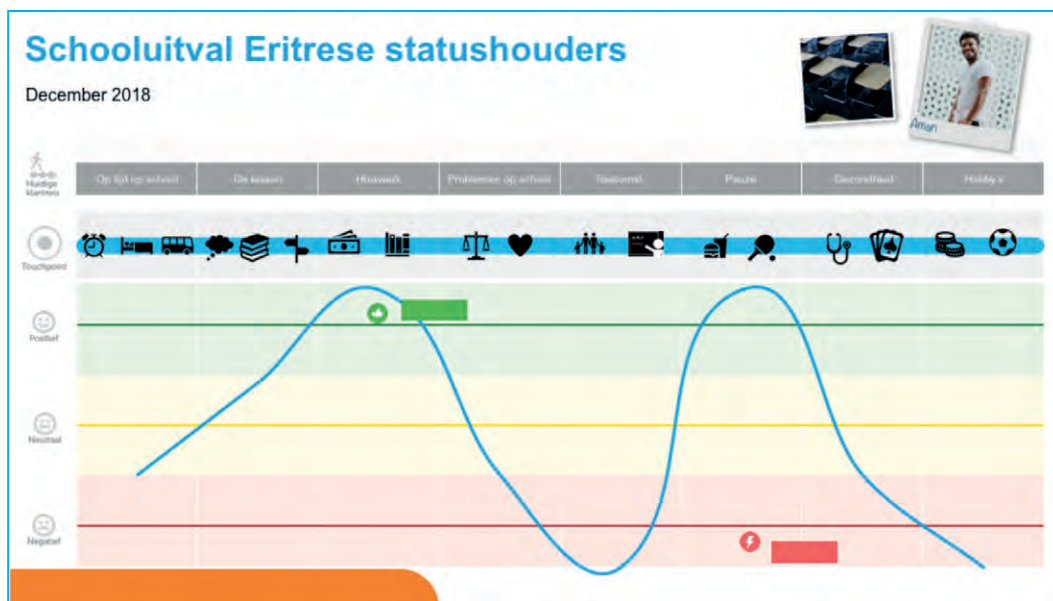 Schooluitval Eritrese statushouders
December 2018
Aman
Huidige
klantreis
Op tijd op school
De lessen
Huiswerk
Problemen op school
Toekomst
Pauze
Gezondheid
Hobby's
Touchpoint
Positief
Neutraal
Negatief